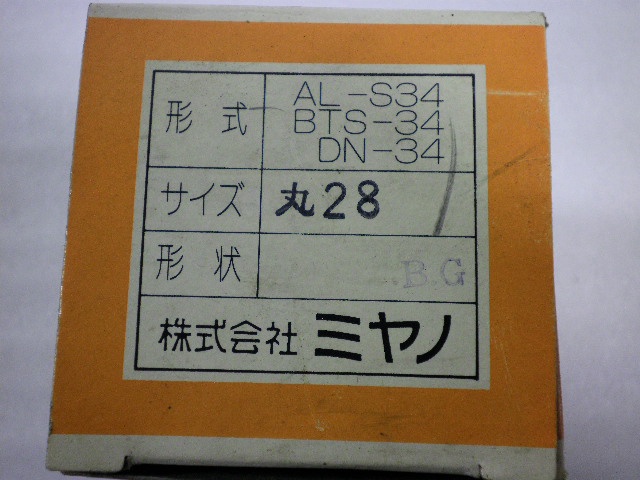 形式 AL-S34
BTS-34
DN-34
サイズ 丸28
形状 B.G
株式会社 ミヤノ